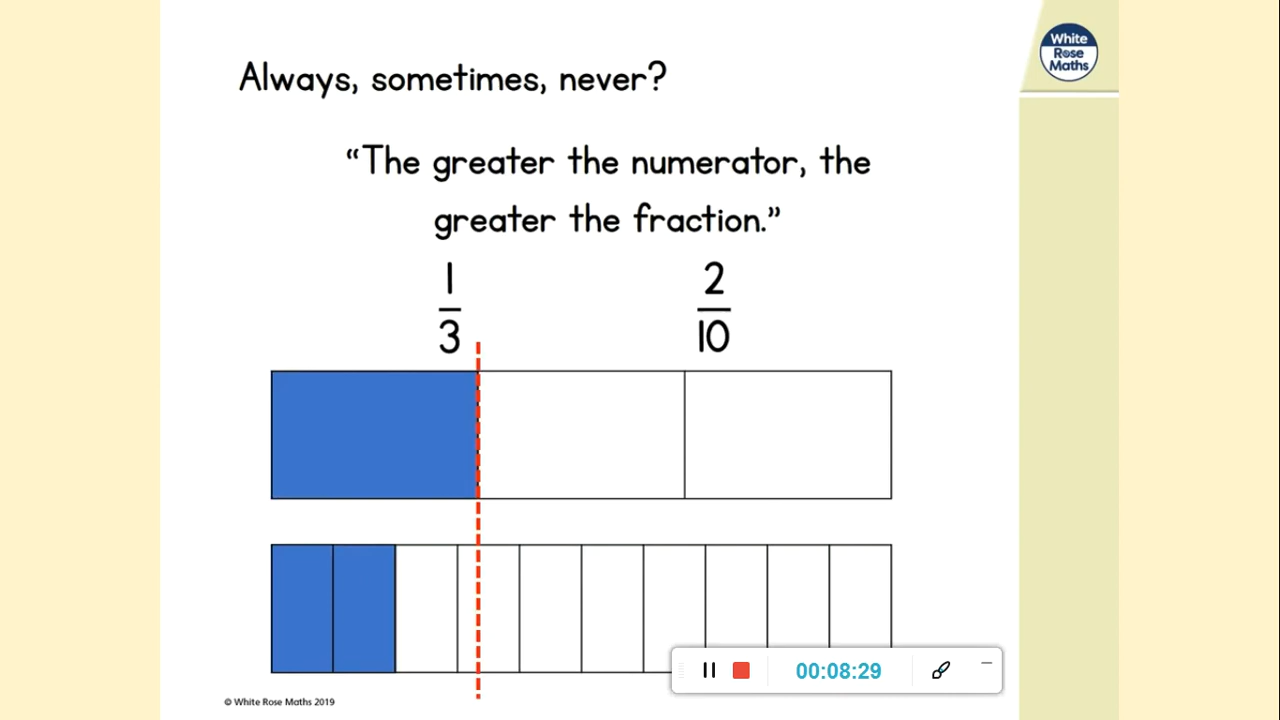 White
Rose
Maths
Always, sometimes, never?
“The greater the numerator, the
greater the fraction.”
1/3 2/10
00:08:29
© White Rose Maths 2019